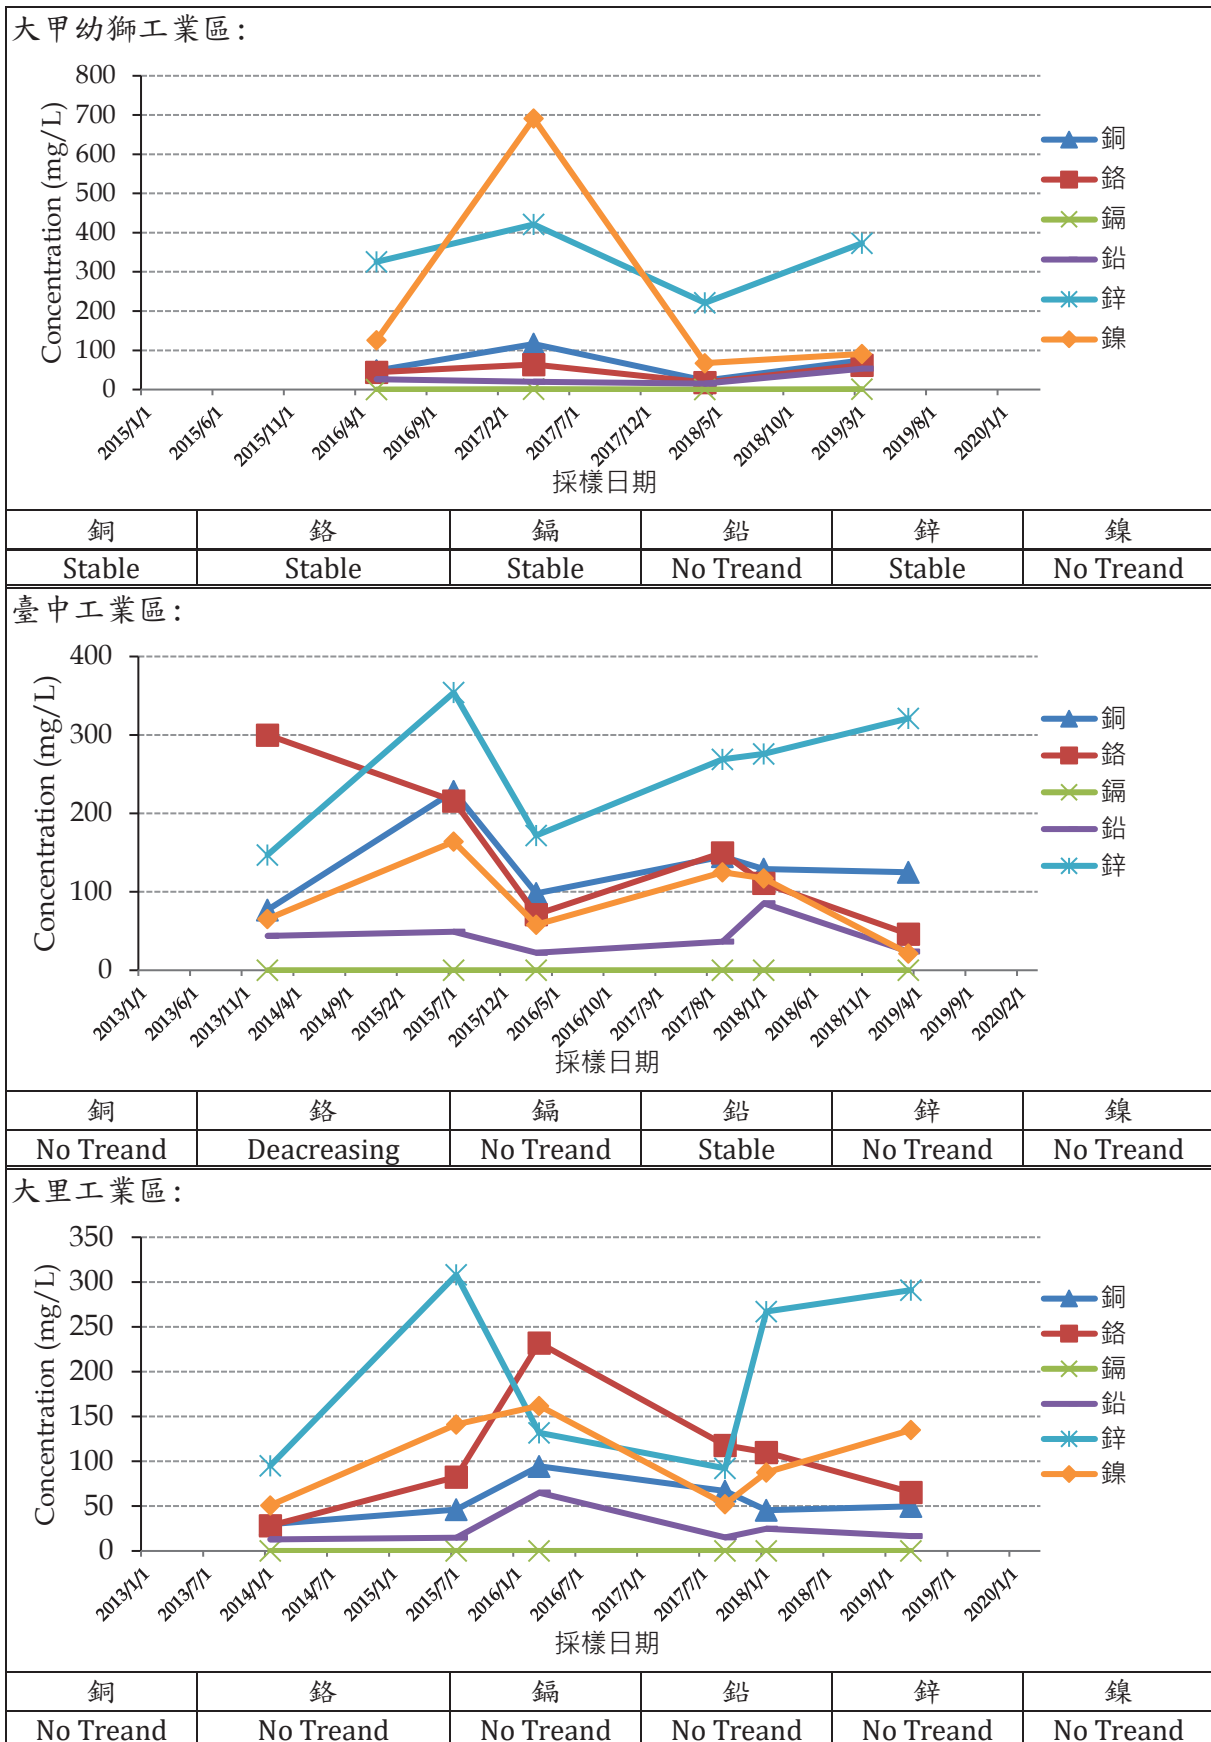 大甲幼獅工業區：
800
700
600
500
400
300
200
100
0
Concentration (mg/L)
2015/1/1
2015/6/1
2015/11/1
2016/4/1
2016/9/1
2017/2/1
2017/7/1
2017/12/1
2018/5/1
2018/10/1
2019/3/1
2019/8/1
2020/1/1
採樣日期
銅
鉻
鎘
鉛
鋅
鎳
銅 鉻 鎘 鉛 鋅 鎳
Stable Stable Stable No Treand Stable No Treand
臺中工業區：
400
300
200
100
0
Concentration (mg/L)
2013/1/1
2013/6/1
2013/11/1
2014/4/1
2014/9/1
2015/2/1
2015/7/1
2015/12/1
2016/5/1
2016/10/1
2017/3/1
2017/8/1
2018/1/1
2018/6/1
2018/11/1
2019/4/1
2019/9/1
2020/2/1
採樣日期
銅
鉻
鎘
鉛
鋅
銅 鉻 鎘 鉛 鋅 鎳
No Treand Deacreasing No Treand Stable No Treand No Treand
大里工業區：
350
300
250
200
150
100
50
0
Concentration (mg/L)
2013/1/1
2013/7/1
2014/1/1
2014/7/1
2015/1/1
2015/7/1
2016/1/1
2016/7/1
2017/1/1
2017/7/1
2018/1/1
2018/7/1
2019/1/1
2019/7/1
2020/1/1
採樣日期
銅
鉻
鎘
鉛
鋅
鎳
銅 鉻 鎘 鉛 鋅 鎳
No Treand No Treand No Treand No Treand No Treand No Treand